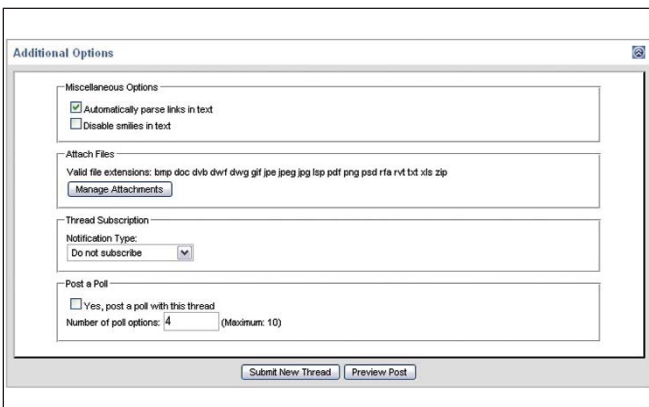 Additional Options
Miscellaneous Options
Automatically parse links in text
Disable smilies in text
Attach Files
Valid file extensions: bmp doc dvb dwf dwg gif jpe jpeg jpg lsp pdf png psd rfa rvt txt xls zip
Manage Attachments
Thread Subscription
Notification Type:
Do not subscribe
Post a Poll
Yes, post a poll with this thread
Number of poll options: 4 (Maximum: 10)
Submit New Thread Preview Post